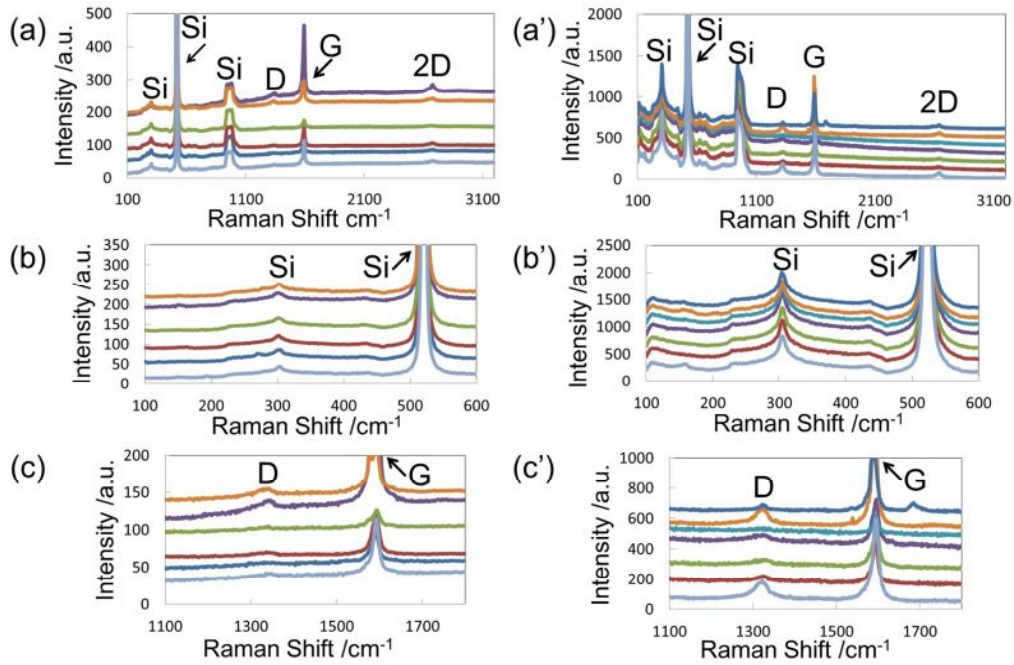 (a)
Intensity /a.u.
500
400
300
200
100
0
Si
Si
Si
D
G
2D
100
1100
2100
3100
Raman Shift cm-1
(a’)
Intensity /a.u.
2000
1500
1000
500
0
Si
Si
Si
D
G
2D
100
1100
2100
3100
Raman Shift /cm-1
(b)
Intensity /a.u.
350
300
250
200
150
100
50
0
Si
Si
100
200
300
400
500
600
Raman Shift /cm-1
(b’)
Intensity /a.u.
2500
2000
1500
1000
500
0
Si
Si
100
200
300
400
500
600
Raman Shift /cm-1
(c)
Intensity /a.u.
200
150
100
50
0
D
G
1100
1300
1500
1700
Raman Shift /cm-1
(c’)
Intensity /a.u.
1000
800
600
400
200
0
D
G
1100
1300
1500
1700
Raman Shift /cm-1